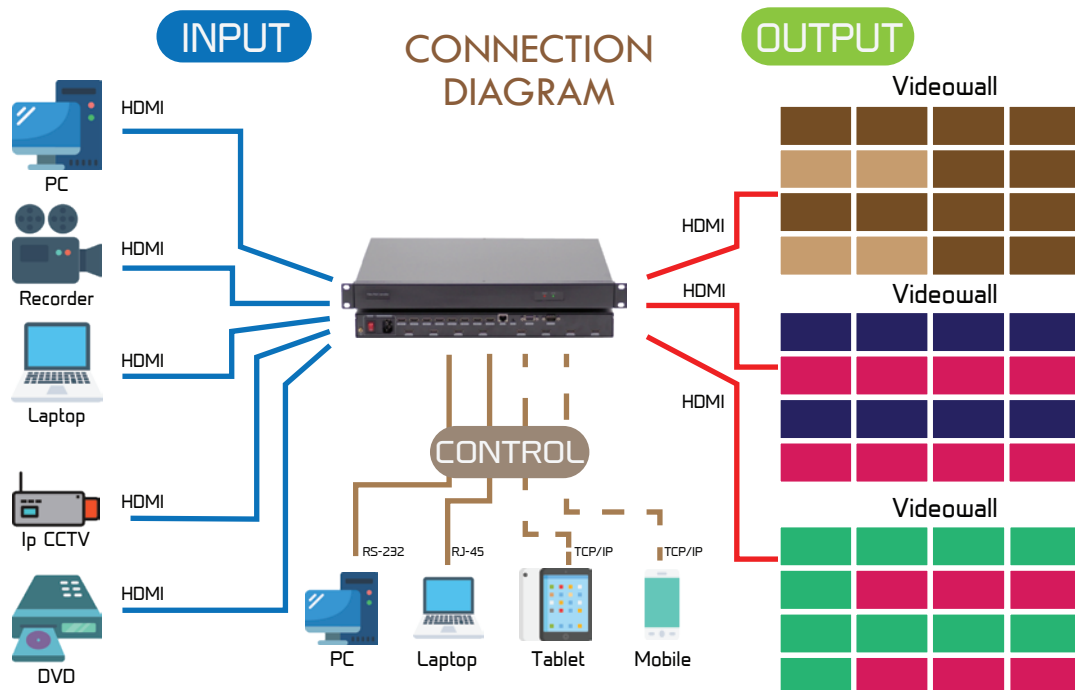 INPUT
CONNECTION
DIAGRAM
OUTPUT
HDMI
PC
HDMI
Recorder
HDMI
Laptop
HDMI
Ip CCTV
HDMI
DVD
CONTROL
RS-232
RJ-45
TCP/IP
TCP/IP
PC
Laptop
Tablet
Mobile
HDMI
HDMI
HDMI
Videowall
Videowall
Videowall